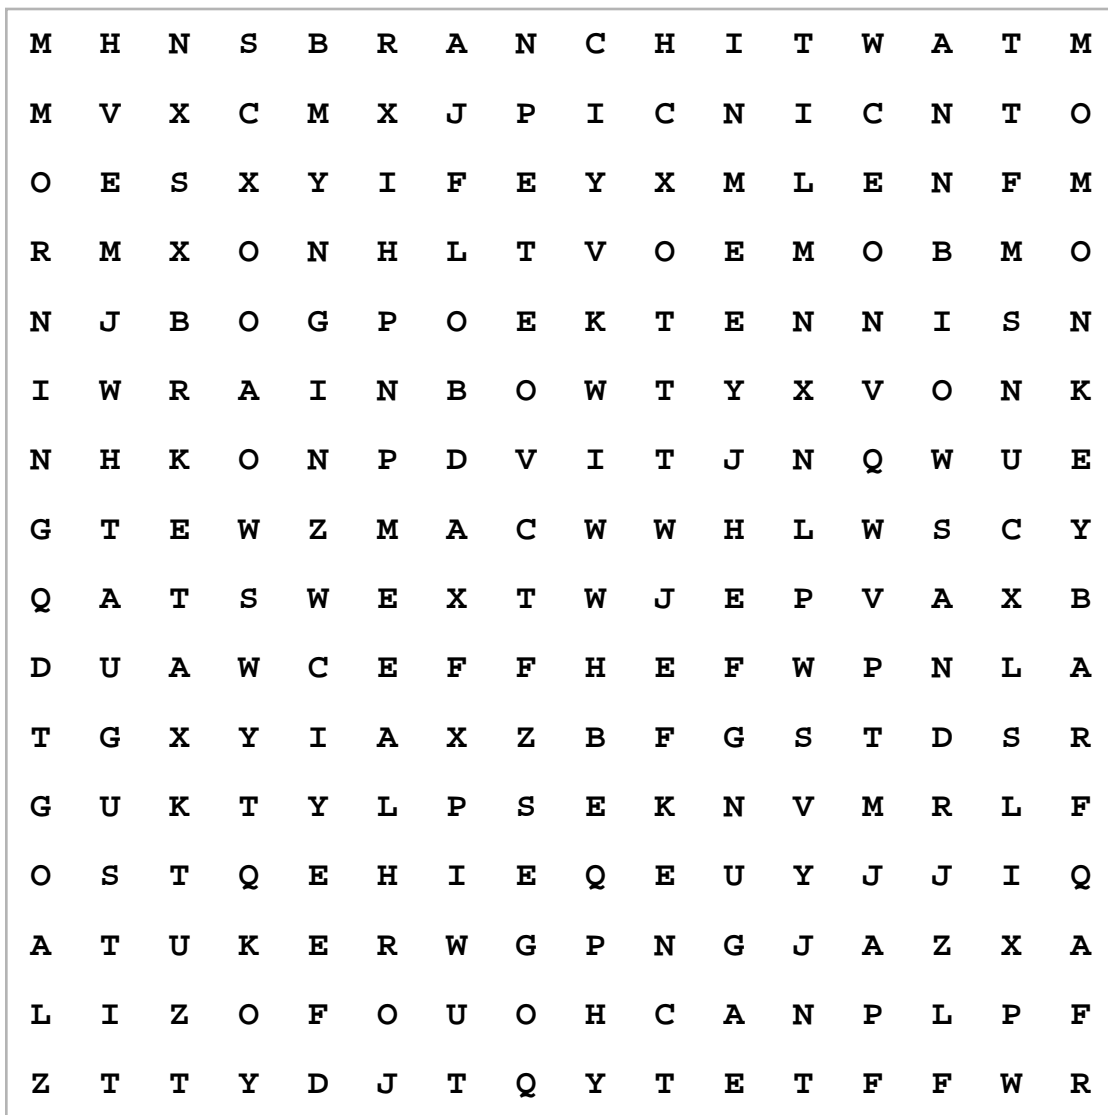 M H N S B R A N C H I T W A T M
M V X C M X J P I C N I C N T O
O E S X Y I F E Y X M L E N F M
R M X O N H L T V O E M O B M O
N J B O G P O E K T E N N I S N
I W R A I N B O W T Y X V O N K
N H K O N P D V I T J N Q W U E
G T E W Z M A C W W H L W S C Y
Q A T S W E X T W J E P V A X B
D U A W C E F F H E F W P N L A
T G X Y I A X Z B F G S T D S R
G U K T Y L P S E K N V M R L F
O S T Q E H I E Q E U Y J J I Q
A T U K E R W G P N G J A Z X A
L I Z O F O U O H C A N P L P F
Z T T Y D J T Q Y T E T F F W R